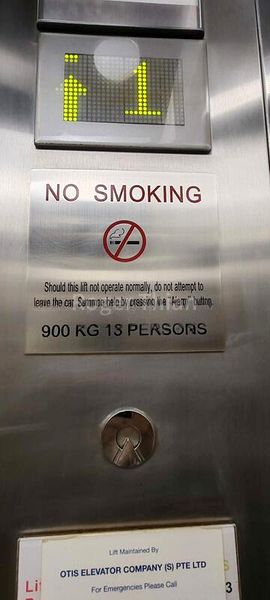 1
NO SMOKING
Should this lift not operate normally, do not attempt to
leave the car. Summon help by pressing the "Alarm" button.
900 KG 13 PERSONS
Lift Maintained By
OTIS ELEVATOR COMPANY (S) PTE LTD
For Emergencies Please Call
3